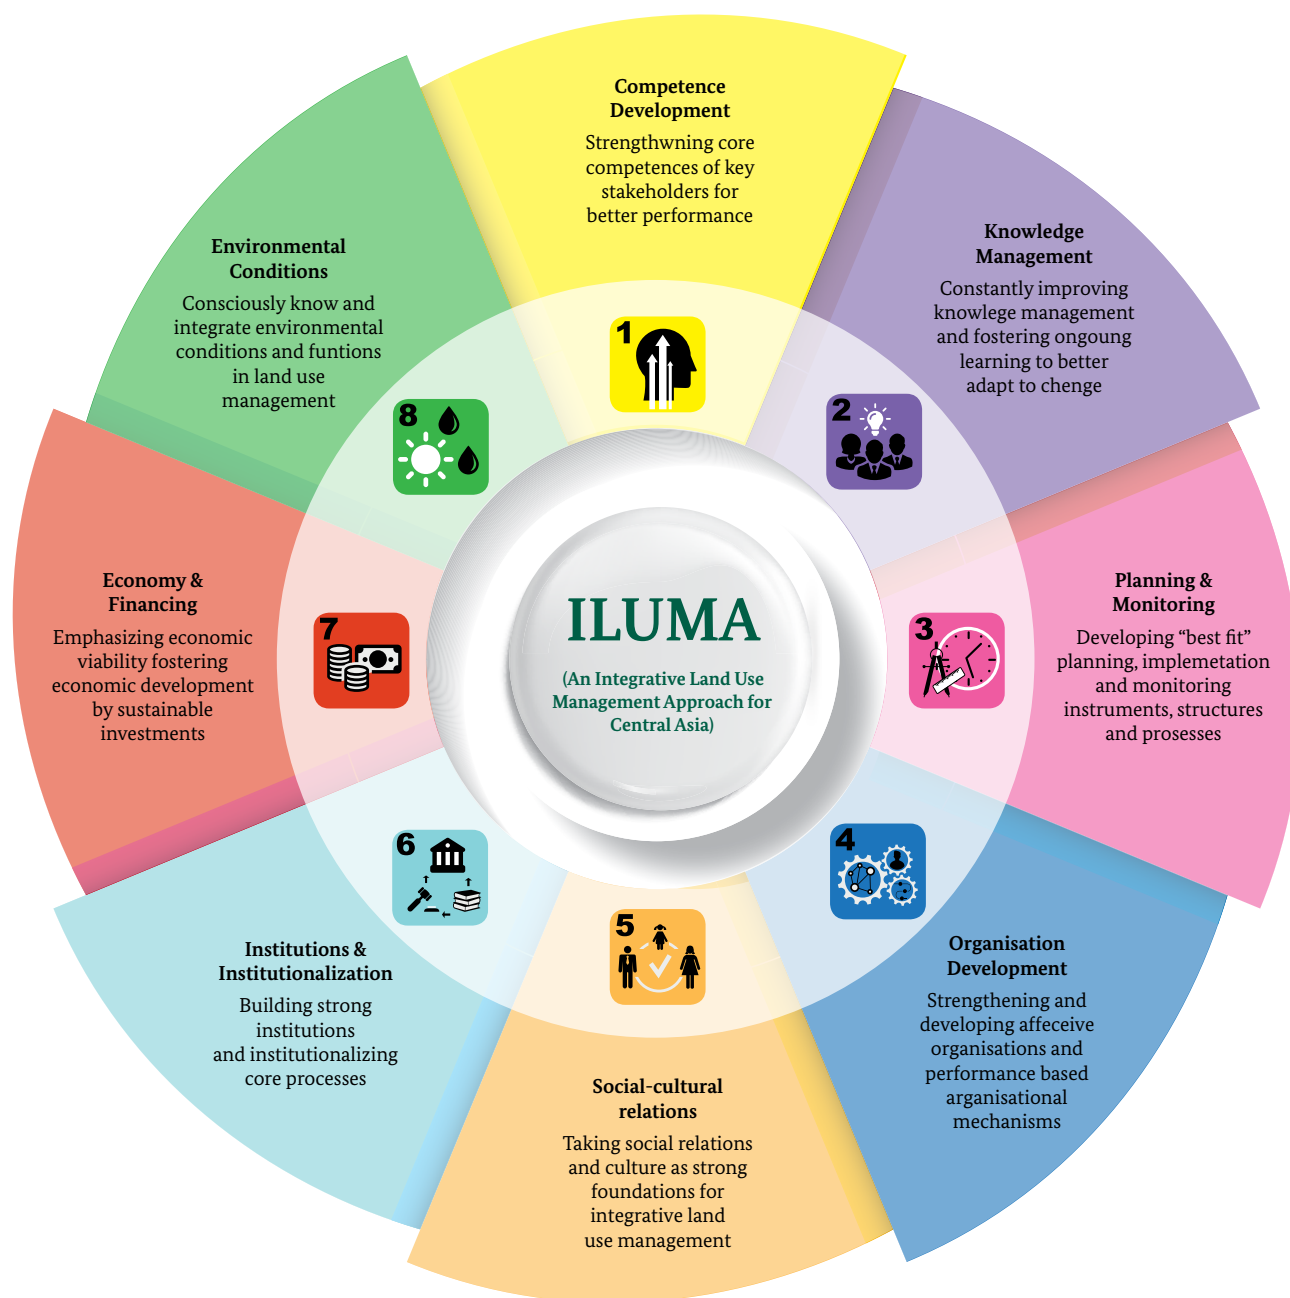 Competence
Development
Strengthwning core
competences of key
stakeholders for
better performance
1
Knowledge
Management
Constantly improving
knowlege management
and fostering ongoung
learning to better
adapt to chenge
2
Planning &
Monitoring
Developing “best fit”
planning, implemetation
and monitoring
instruments, structures
and prosesses
3
Organisation
Development
Strengthening and
developing affeceive
organisations and
performance based
arganisational
mechanisms
4
Social-cultural
relations
Taking social relations
and culture as strong
foundations for
integrative land
use management
5
Institutions &
Institutionalization
Building strong
institutions
and institutionalizing
core processes
6
Economy &
Financing
Emphasizing economic
viability fostering
economic development
by sustainable
investments
7
Environmental
Conditions
Consciously know and
integrate environmental
conditions and funtions
in land use
management
8
ILUMA
(An Integrative Land Use
Management Approach for
Central Asia)